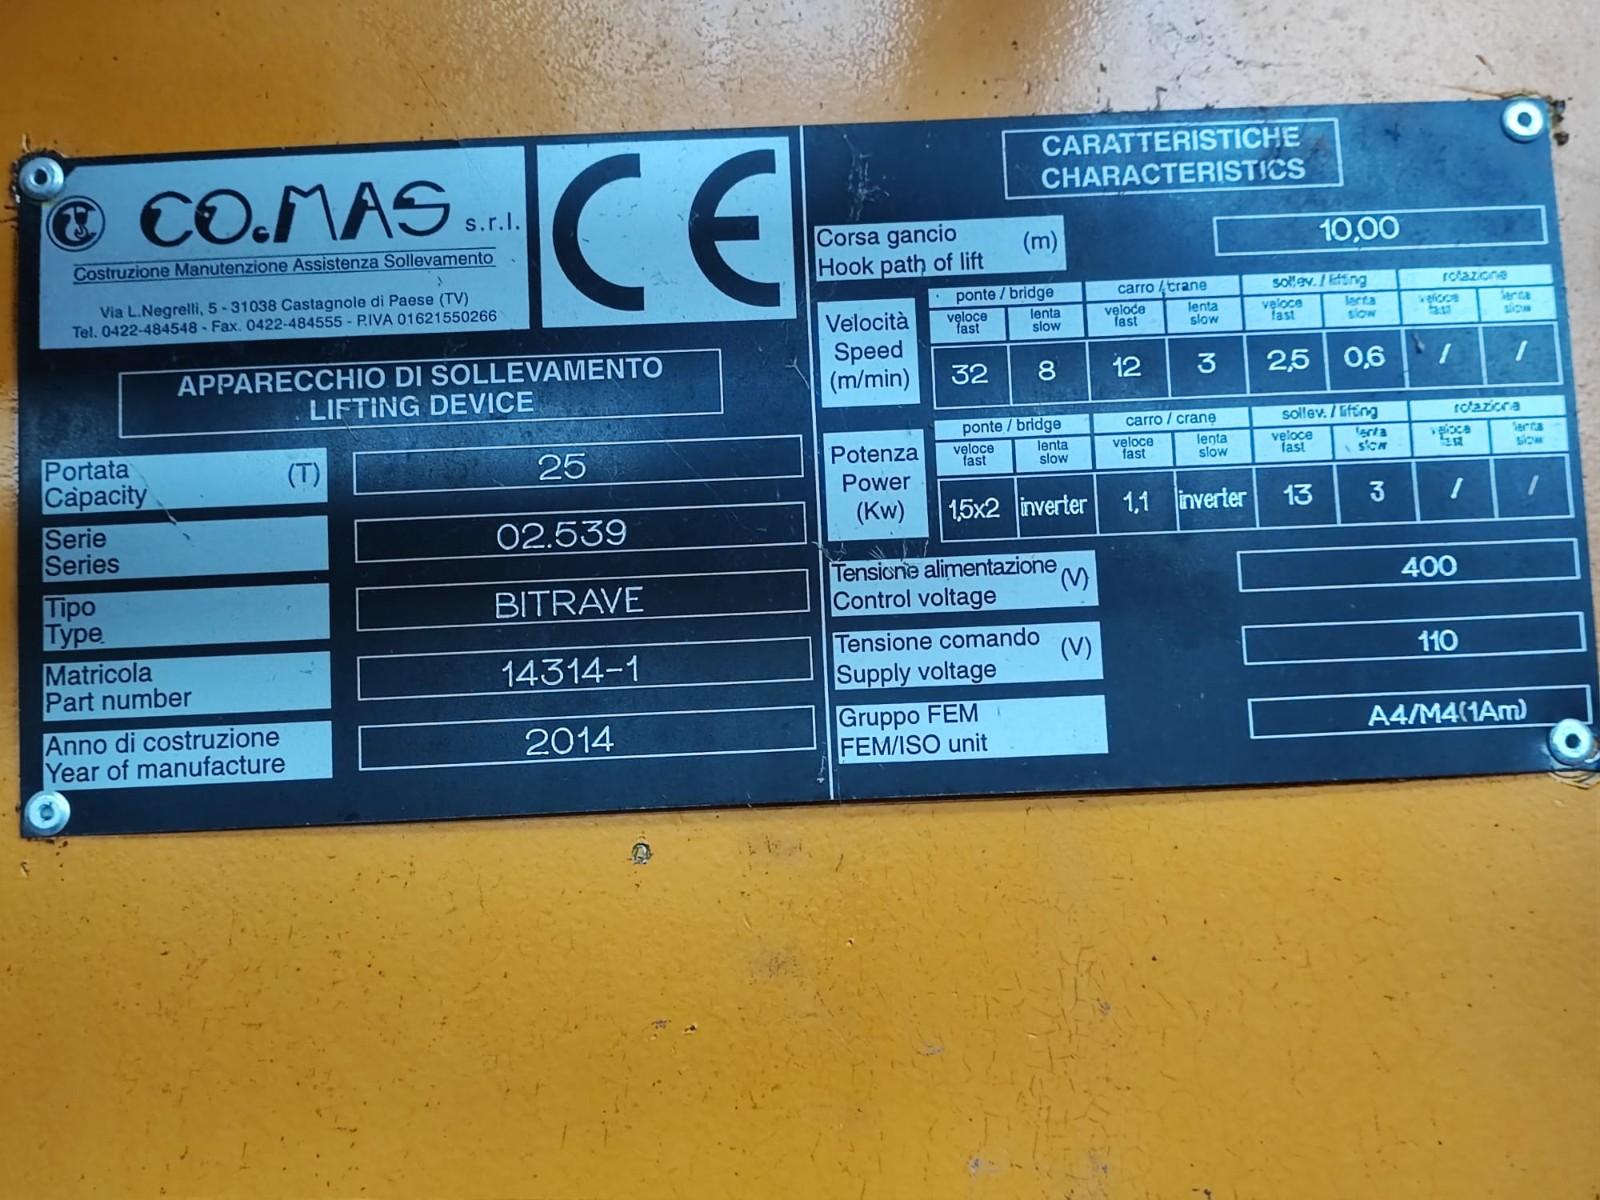 CO.MAS s.r.l.
Costruzione Manutenzione Assistenza Sollevamento
Via L.Negrelli, 5 - 31038 Castagnole di Paese (TV)
Tel. 0422-484548 - Fax. 0422-484555 - P.IVA 01621550266
CE
APPARECCHIO DI SOLLEVAMENTO
LIFTING DEVICE
Portata (T) 25
Capacity
Serie 02.539
Series
Tipo BITRAVE
Type
Matricola 14314-1
Part number
Anno di costruzione 2014
Year of manufacture
CARATTERISTICHE
CHARACTERISTICS
Corsa gancio (m) 10,00
Hook path of lift
ponte / bridge carro / crane sollev. / lifting rotazione
Velocità veloce lenta veloce lenta veloce lenta veloce lenta
fast slow fast slow fast slow fast slow
Speed 32 8 12 3 2,5 0,6 / /
(m/min)
ponte / bridge carro / crane sollev. / lifting rotazione
Potenza veloce lenta veloce lenta veloce lenta veloce lenta
fast slow fast slow fast slow fast slow
Power 1,5x2 inverter 1,1 inverter 13 3 / /
(Kw)
Tensione alimentazione (V) 400
Control voltage
Tensione comando (V) 110
Supply voltage
Gruppo FEM A4/M4(1Am)
FEM/ISO unit